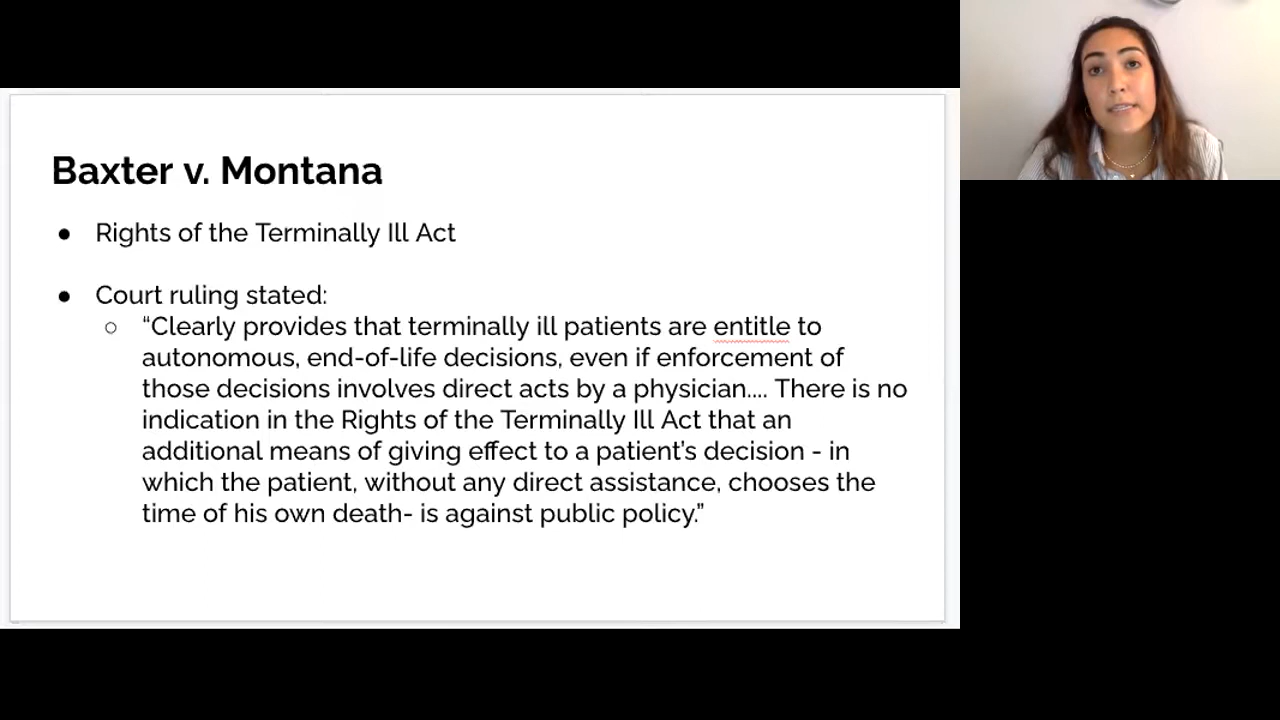 Baxter v. Montana
● Rights of the Terminally Ill Act
● Court ruling stated:
○ “Clearly provides that terminally ill patients are entitle to
autonomous, end-of-life decisions, even if enforcement of
those decisions involves direct acts by a physician.... There is no
indication in the Rights of the Terminally Ill Act that an
additional means of giving effect to a patient’s decision - in
which the patient, without any direct assistance, chooses the
time of his own death- is against public policy.”